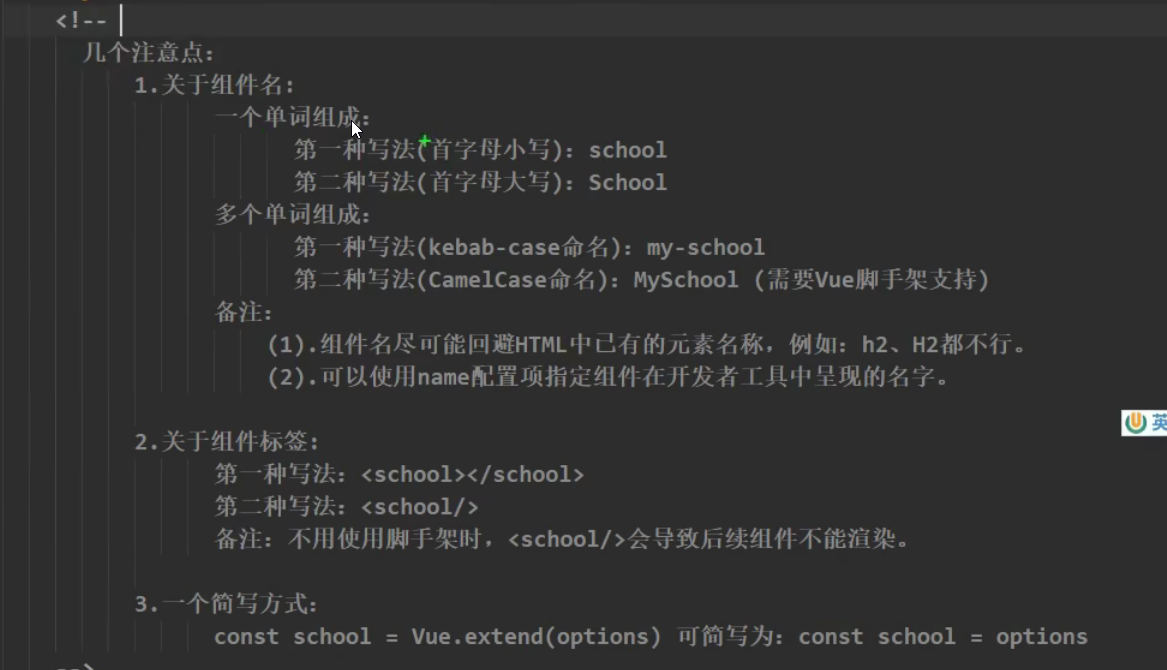 <!--
几个注意点：
1.关于组件名：
一个单词组成：
第一种写法(首字母小写)：school
第二种写法(首字母大写)：School
多个单词组成：
第一种写法(kebab-case命名)：my-school
第二种写法(CamelCase命名)：MySchool (需要Vue脚手架支持)
备注：
(1).组件名尽可能回避HTML中已有的元素名称，例如：h2、H2都不行。
(2).可以使用name配置项指定组件在开发者工具中呈现的名字。
英
2.关于组件标签：
第一种写法：<school></school>
第二种写法：<school/>
备注：不用使用脚手架时，<school/>会导致后续组件不能渲染。
3.一个简写方式：
const school = Vue.extend(options) 可简写为：const school = options
-->